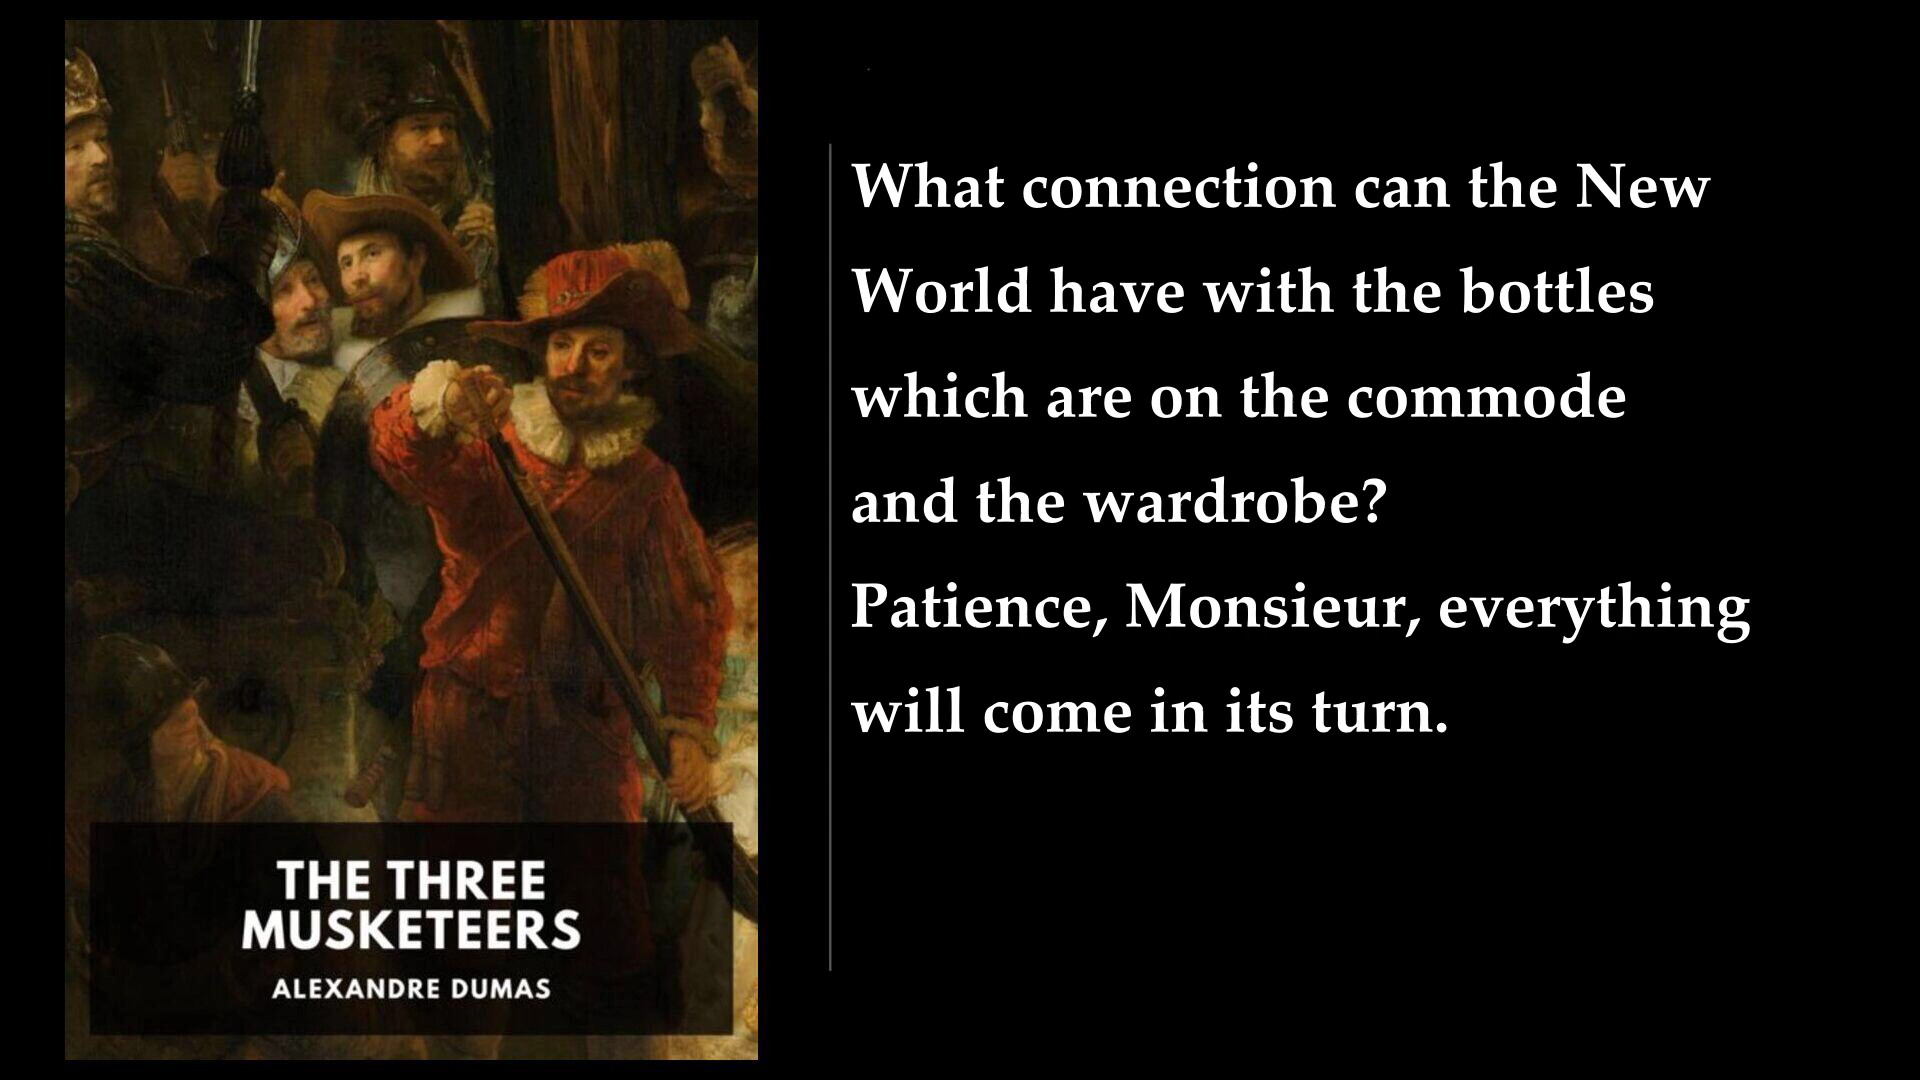 THE THREE
MUSKETEERS
ALEXANDRE DUMAS
What connection can the New
World have with the bottles
which are on the commode
and the wardrobe?
Patience, Monsieur, everything
will come in its turn.